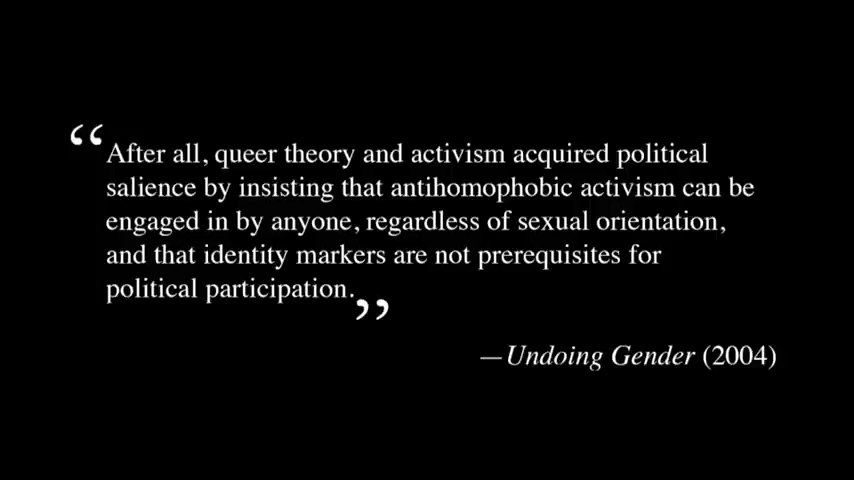 “After all, queer theory and activism acquired political
salience by insisting that antihomophobic activism can be
engaged in by anyone, regardless of sexual orientation,
and that identity markers are not prerequisites for
political participation.”
—Undoing Gender (2004)